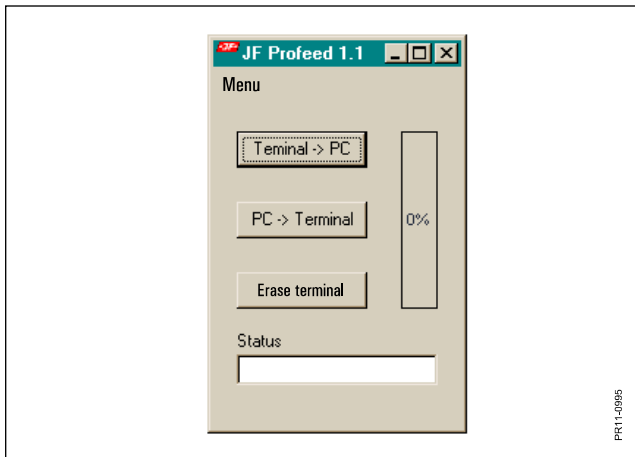 JF JF Profeed 1.1
Menu
Teminal -> PC
PC -> Terminal
0%
Erase terminal
Status
PR11-0995